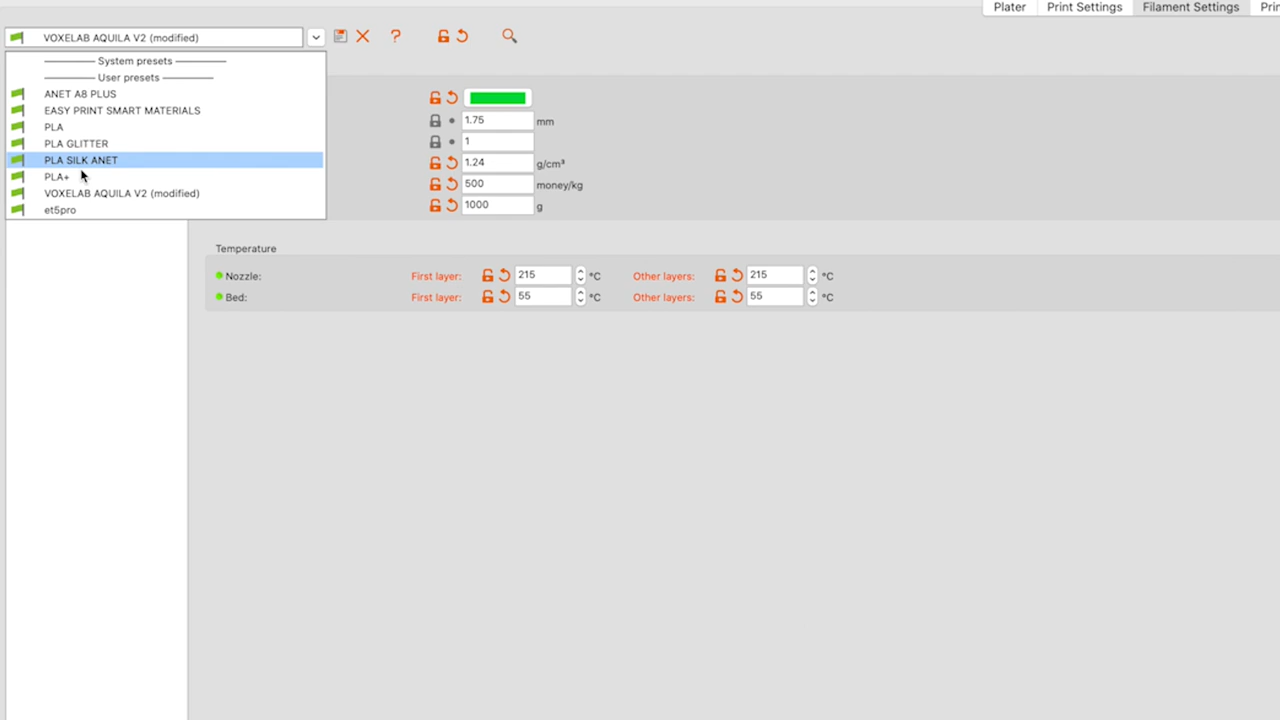 Plater Print Settings Filament Settings
VOXELAB AQUILA V2 (modified) ?
System presets
User presets
ANET A8 PLUS
EASY PRINT SMART MATERIALS
PLA
PLA GLITTER
PLA SILK ANET
PLA+
VOXELAB AQUILA V2 (modified)
et5pro
1.75 mm
1
1.24 g/cm³
500 money/kg
1000 g
Temperature
Nozzle: First layer: 215 °C Other layers: 215 °C
Bed: First layer: 55 °C Other layers: 55 °C